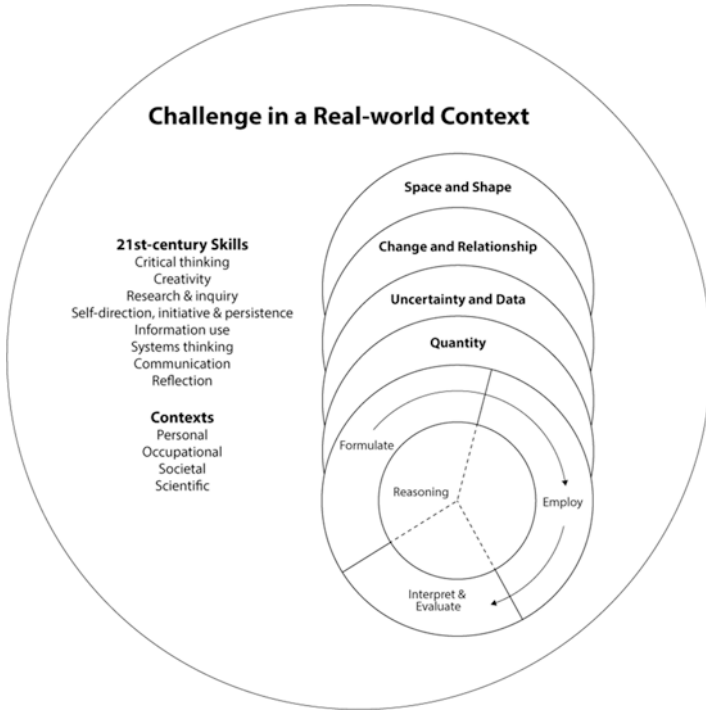 Challenge in a Real-world Context
21st-century Skills
Critical thinking
Creativity
Research & inquiry
Self-direction, initiative & persistence
Information use
Systems thinking
Communication
Reflection
Contexts
Personal
Occupational
Societal
Scientific
Space and Shape
Change and Relationship
Uncertainty and Data
Quantity
Formulate
Reasoning
Employ
Interpret &
Evaluate